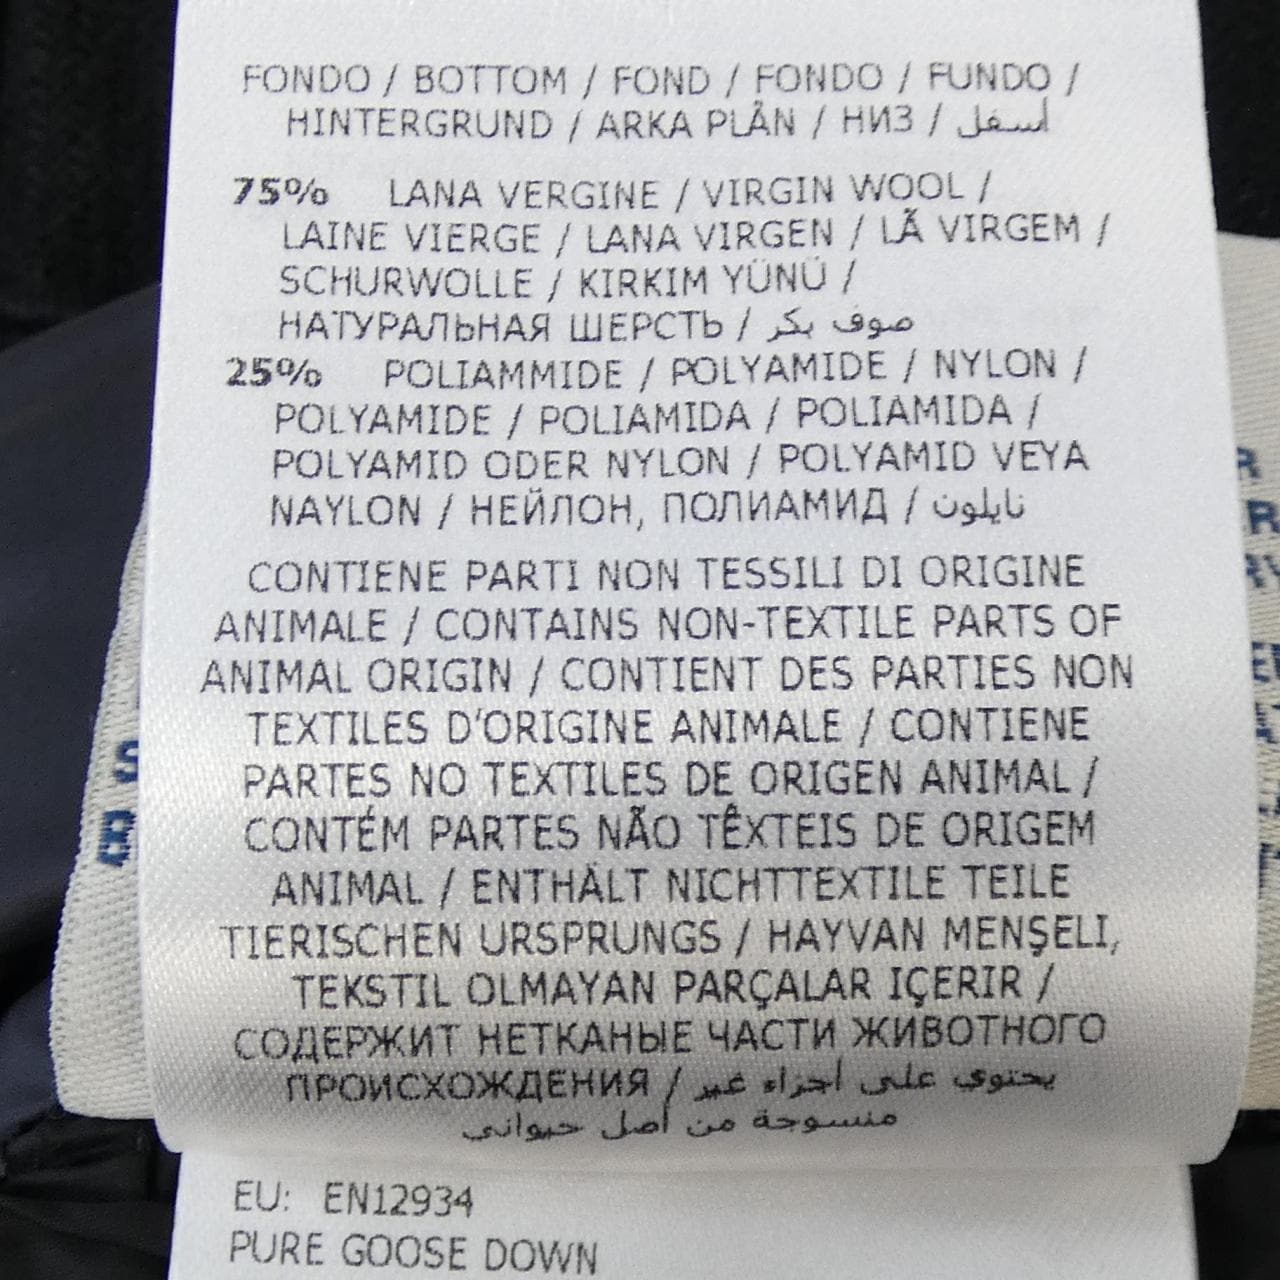 FONDO / BOTTOM / FOND / FONDO / FUNDO /
HINTERGRUND / ARKA PLÂN / НИЗ / أسفل
75% LANA VERGINE / VIRGIN WOOL /
LAINE VIERGE / LANA VIRGEN / LÃ VIRGEM /
SCHURWOLLE / KIRKIM YÜNÜ /
НАТУРАЛЬНАЯ ШЕРСТЬ / صوف بكر
25% POLIAMMIDE / POLYAMIDE / NYLON /
POLYAMIDE / POLIAMIDA / POLIAMIDA /
POLYAMID ODER NYLON / POLYAMID VEYA
NAYLON / НЕЙЛОН, ПОЛИАМИД / نايلون
CONTIENE PARTI NON TESSILI DI ORIGINE
ANIMALE / CONTAINS NON-TEXTILE PARTS OF
ANIMAL ORIGIN / CONTIENT DES PARTIES NON
TEXTILES D'ORIGINE ANIMALE / CONTIENE
PARTES NO TEXTILES DE ORIGEN ANIMAL /
CONTÉM PARTES NÃO TÊXTEIS DE ORIGEM
ANIMAL / ENTHÄLT NICHTTEXTILE TEILE
TIERISCHEN URSPRUNGS / HAYVAN MENŞELI,
TEKSTIL OLMAYAN PARÇALAR IÇERIR /
СОДЕРЖИТ НЕТКАНЫЕ ЧАСТИ ЖИВОТНОГО
ПРОИСХОЖДЕНИЯ / يحتوي على أجزاء غير
منسوجة من أصل حيواني
EU: EN12934
PURE GOOSE DOWN